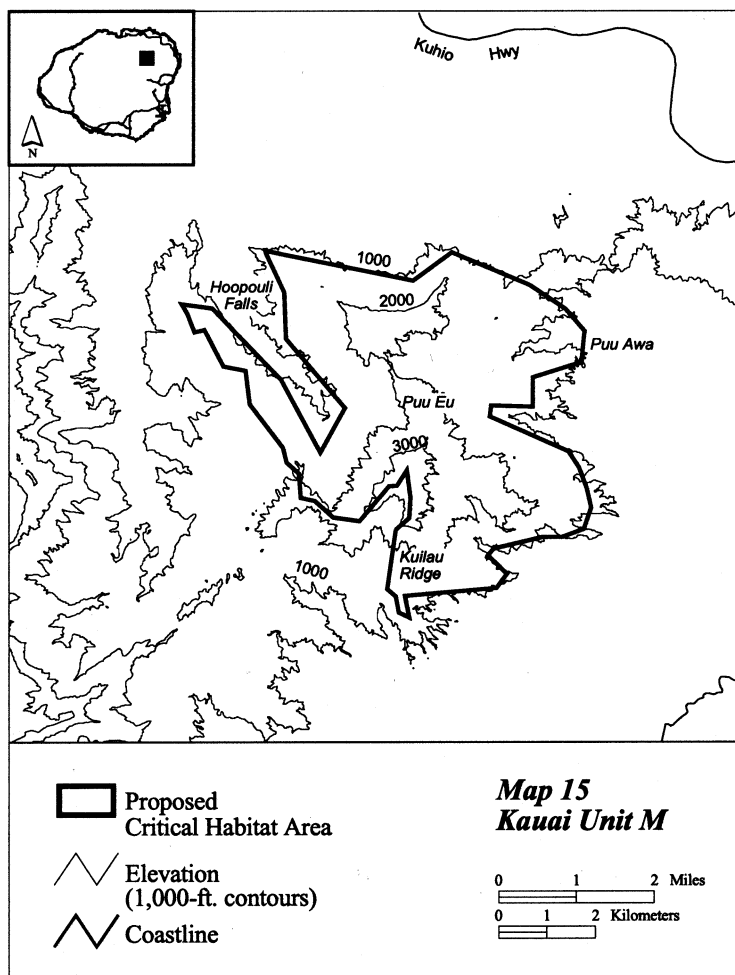 Kuhio Hwy
N
1000
Hoopouli
Falls
2000
Puu Awa
Puu Eu
3000
Kuilau
Ridge
1000
Proposed
Critical Habitat Area
Elevation
(1,000-ft. contours)
Coastline
Map 15
Kauai Unit M
0 1 2 Miles
0 1 2 Kilometers